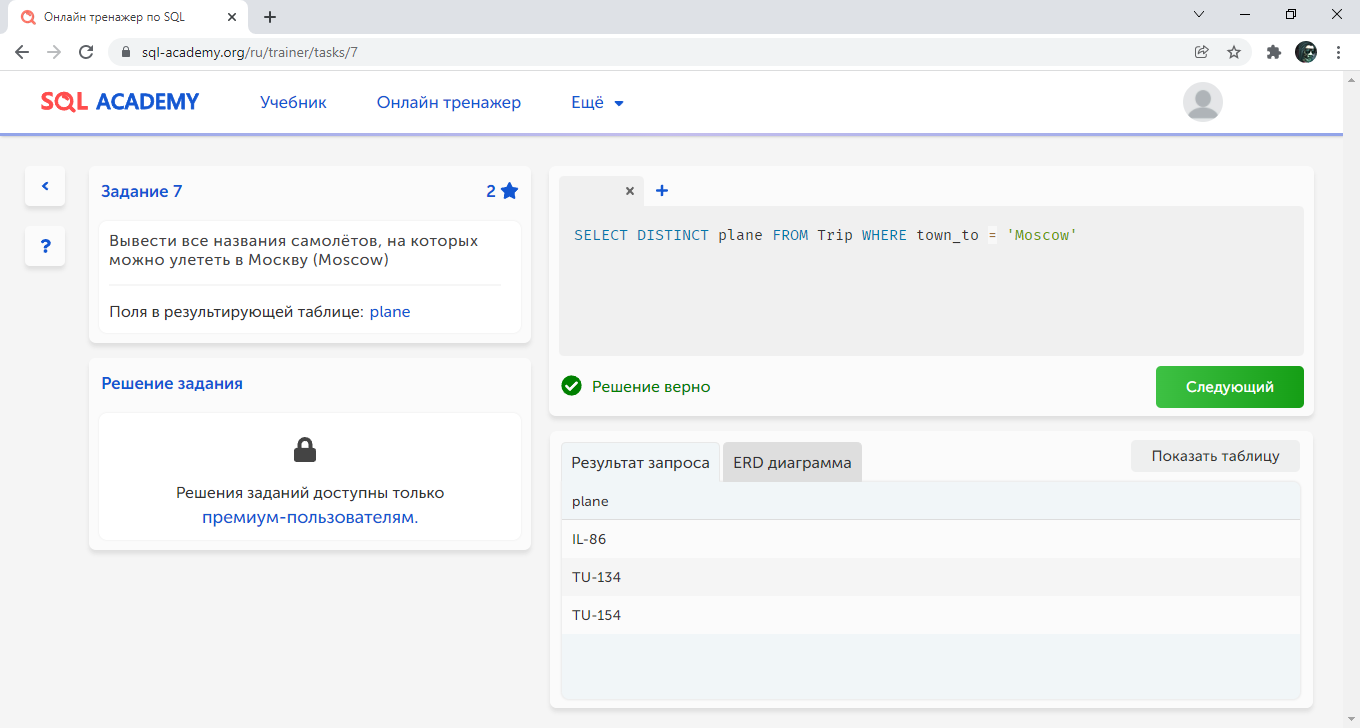 Онлайн тренажер по SQL
sql-academy.org/ru/trainer/tasks/7
SQL ACADEMY
Учебник
Онлайн тренажер
Ещё
Задание 7
2
Вывести все названия самолётов, на которых
можно улететь в Москву (Moscow)
Поля в результирующей таблице: plane
Решение задания
Решения заданий доступны только
премиум-пользователям.
SELECT DISTINCT plane FROM Trip WHERE town_to = 'Moscow'
Решение верно
Следующий
Результат запроса
ERD диаграмма
Показать таблицу
plane
IL-86
TU-134
TU-154